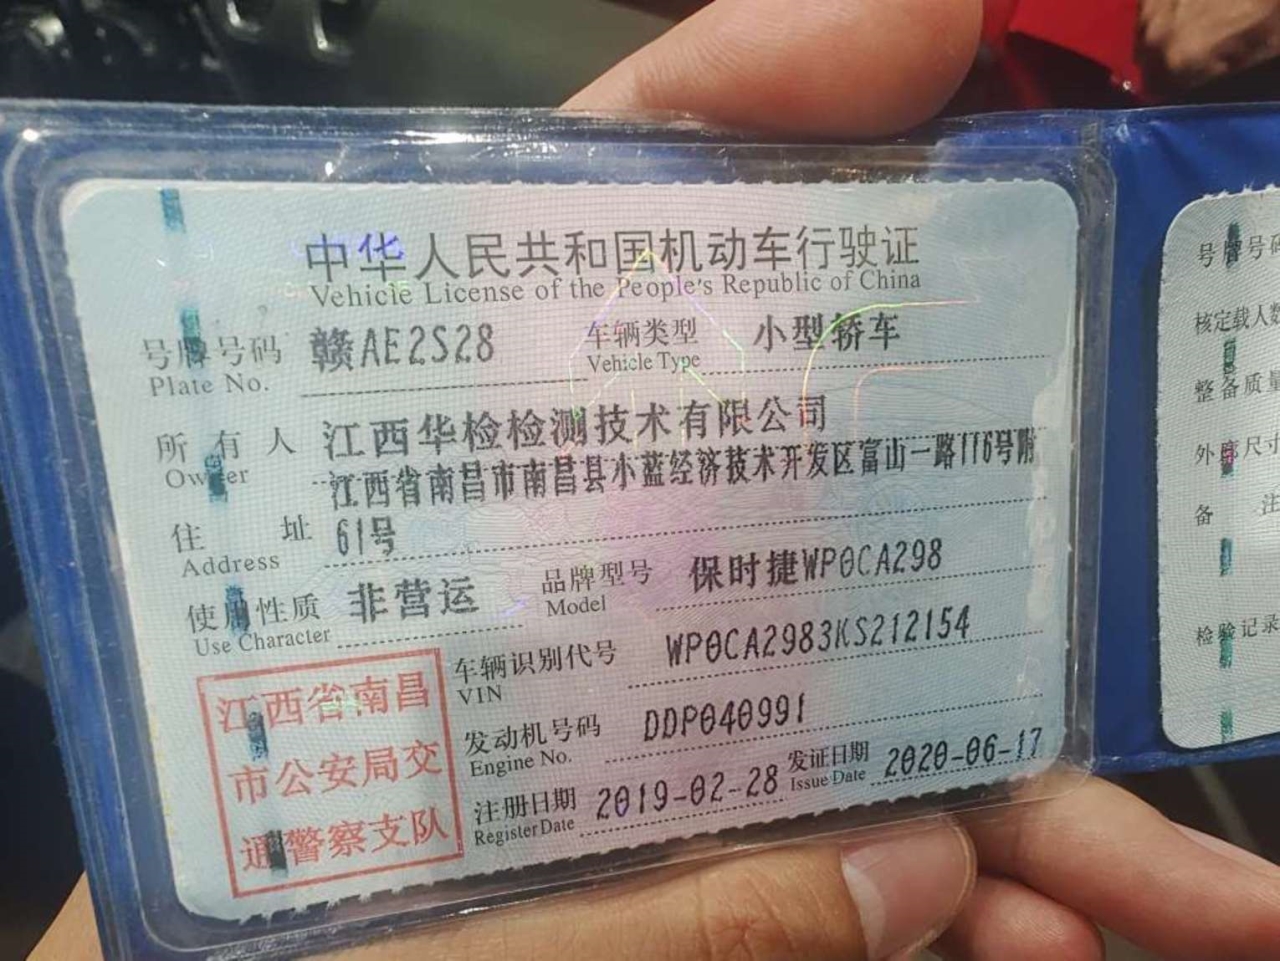 中华人民共和国机动车行驶证
Vehicle License of the People's Republic of China
号牌号码 赣AE2S28 车辆类型 小型轿车
Plate No. Vehicle Type
所有人 江西华检检测技术有限公司
Owner
江西省南昌市南昌县小蓝经济技术开发区富山一路116号附
住址 61号
Address
使用性质 非营运 品牌型号 保时捷WP0CA298
Use Character Model
车辆识别代号 WP0CA2983KS212154
VIN
发动机号码 DDP040991
Engine No.
注册日期 2019-02-28 发证日期 2020-06-17
Register Date Issue Date
江西省南昌
市公安局交
通警察支队
号牌号码
核定载人数
整备质量
外廓尺寸
备注
检验记录